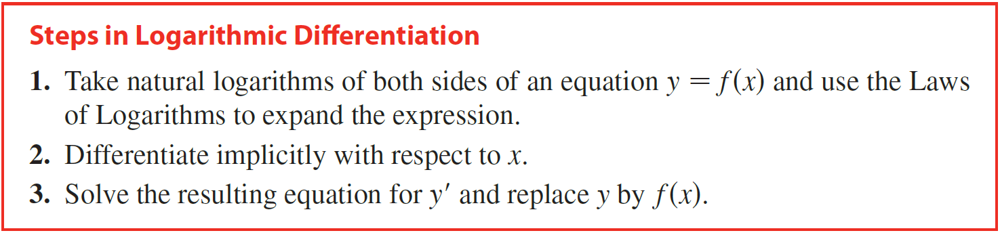 Steps in Logarithmic Differentiation
1. Take natural logarithms of both sides of an equation y = f(x) and use the Laws
of Logarithms to expand the expression.
2. Differentiate implicitly with respect to x.
3. Solve the resulting equation for y′ and replace y by f(x).